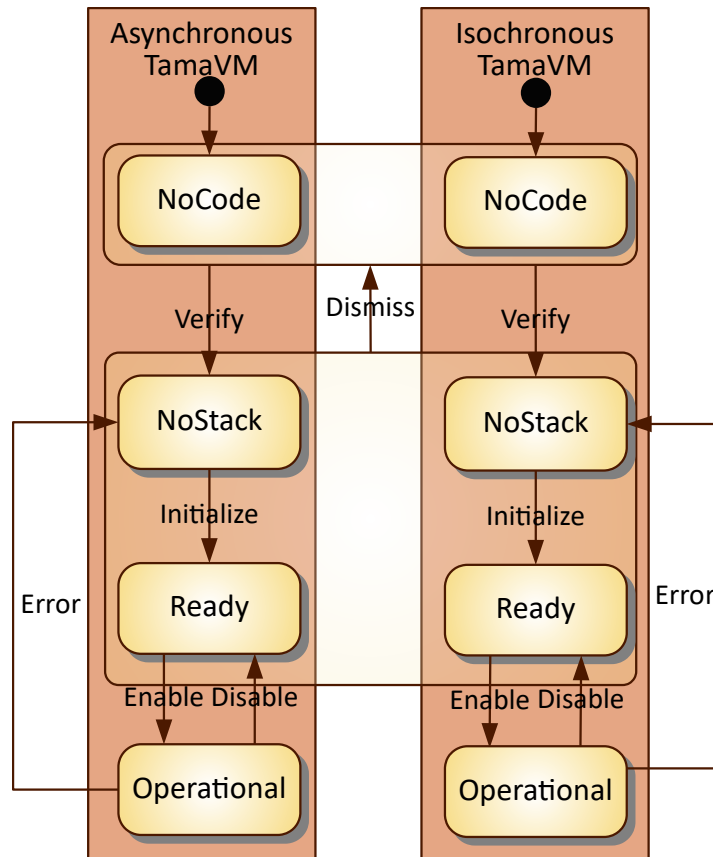 Asynchronous
TamaVM
Isochronous
TamaVM
NoCode
NoCode
Verify
Dismiss
Verify
NoStack
NoStack
Initialize
Initialize
Ready
Ready
Error
Error
Enable
Disable
Enable
Disable
Operational
Operational